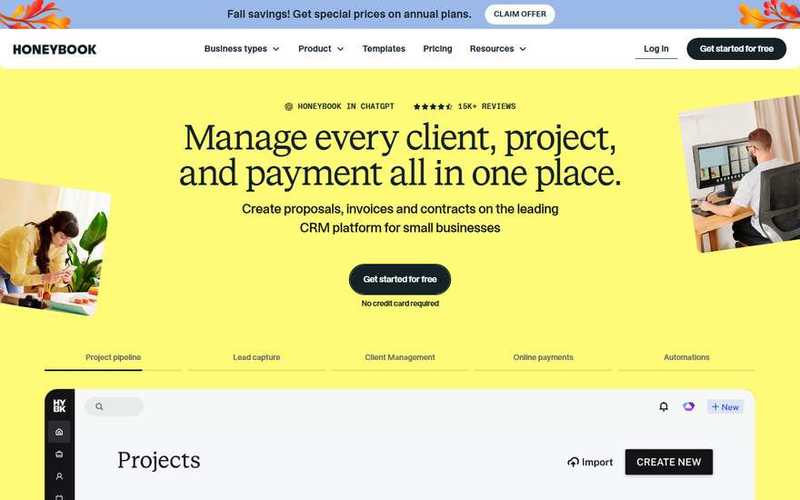 Fall savings! Get special prices on annual plans. CLAIM OFFER
HONEYBOOK Business types Product Templates Pricing Resources Log in Get started for free
HONEYBOOK IN CHATGPT 15K+ REVIEWS
Manage every client, project,
and payment all in one place.
Create proposals, invoices and contracts on the leading
CRM platform for small businesses
Get started for free
No credit card required
Project pipeline Lead capture Client Management Online payments Automations
HY
BK
+ New
Projects
Import CREATE NEW